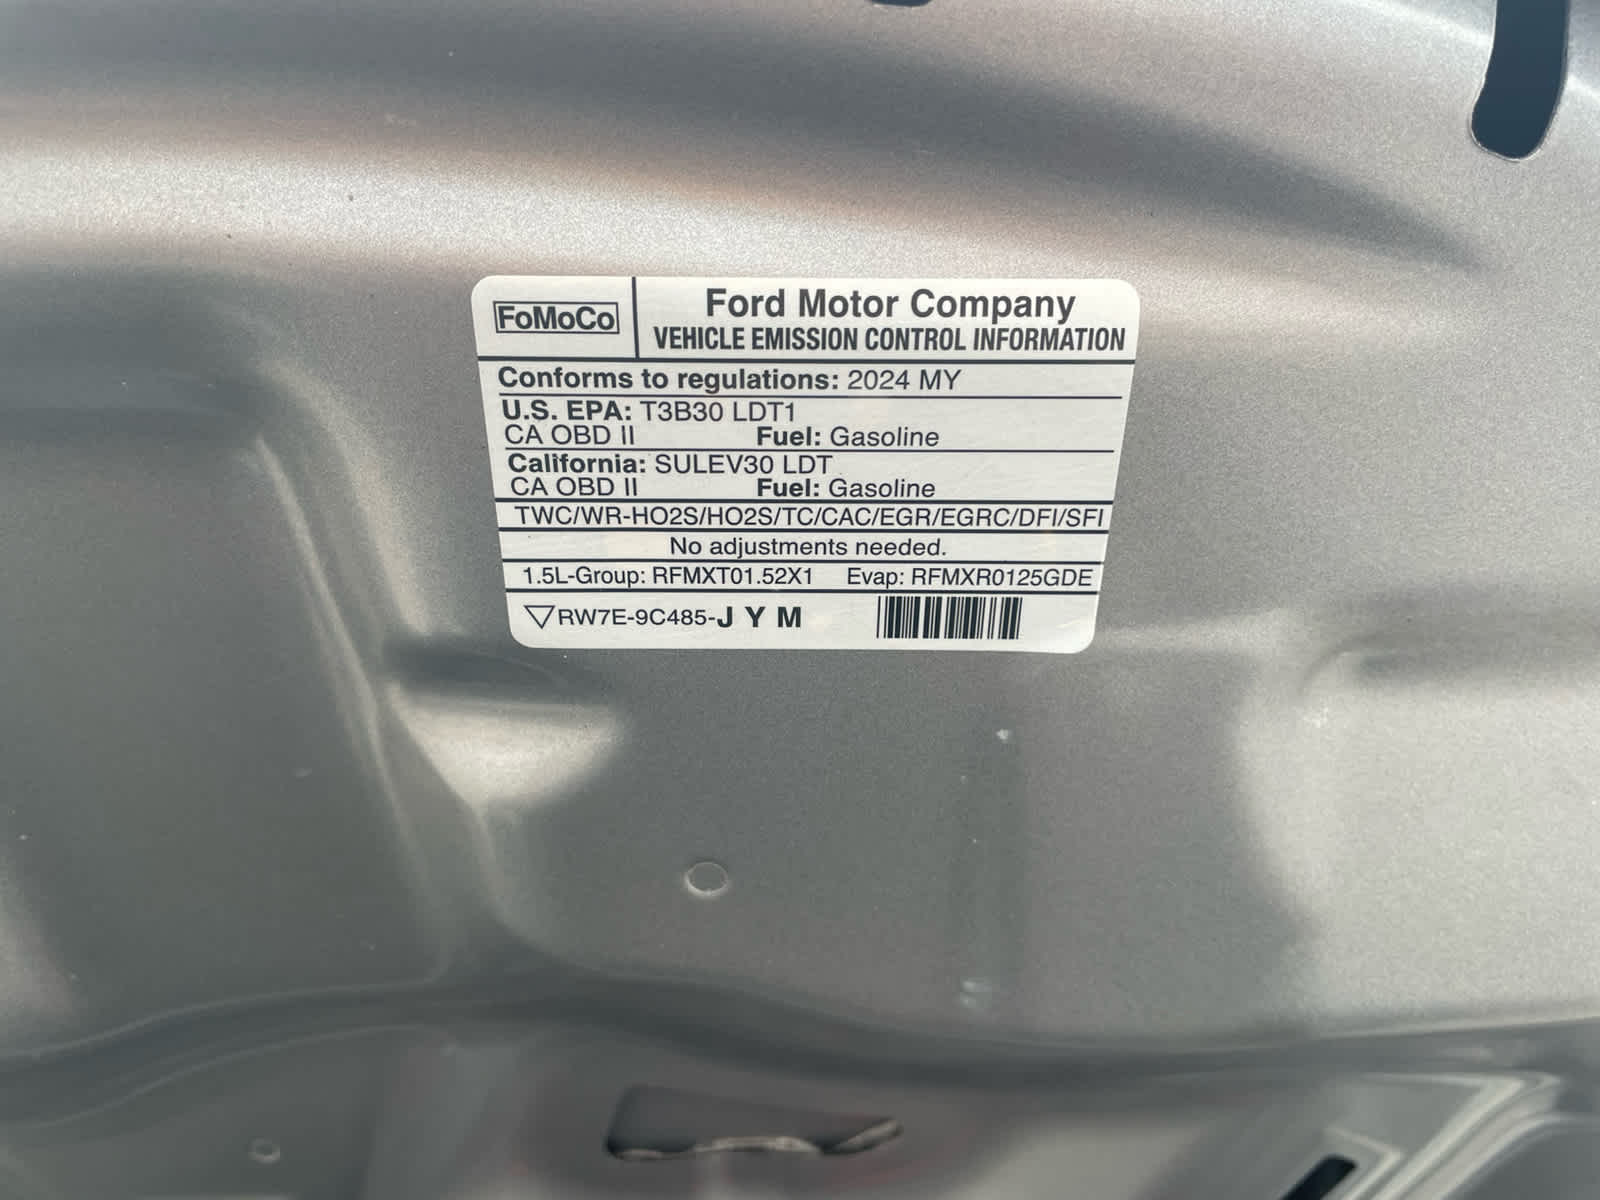 FoMoCo
Ford Motor Company
VEHICLE EMISSION CONTROL INFORMATION
Conforms to regulations: 2024 MY
U.S. EPA: T3B30 LDT1
CA OBD II Fuel: Gasoline
California: SULEV30 LDT
CA OBD II Fuel: Gasoline
TWC/WR-HO2S/HO2S/TC/CAC/EGR/EGRC/DFI/SFI
No adjustments needed.
1.5L-Group: RFMXT01.52X1 Evap: RFMXR0125GDE
RW7E-9C485-J Y M